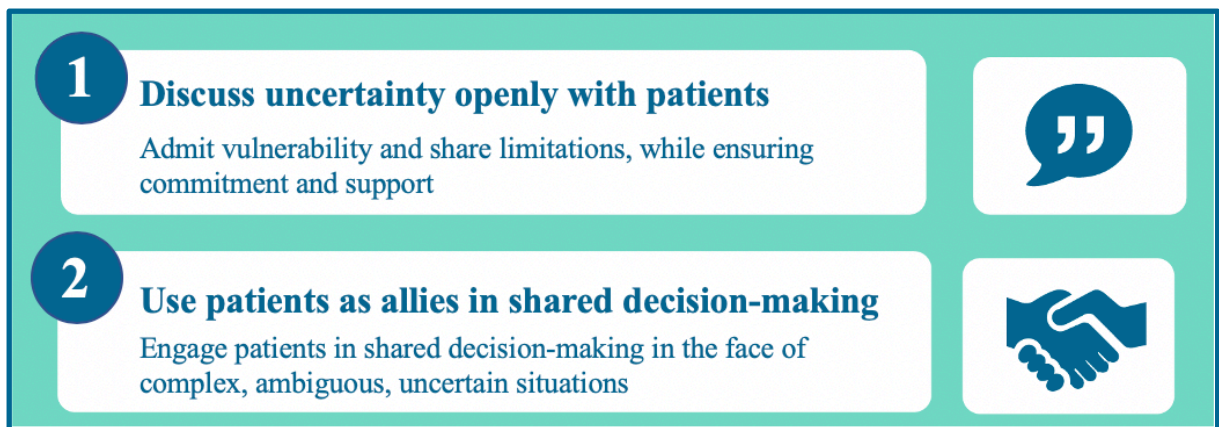 1
Discuss uncertainty openly with patients
Admit vulnerability and share limitations, while ensuring
commitment and support
2
Use patients as allies in shared decision-making
Engage patients in shared decision-making in the face of
complex, ambiguous, uncertain situations